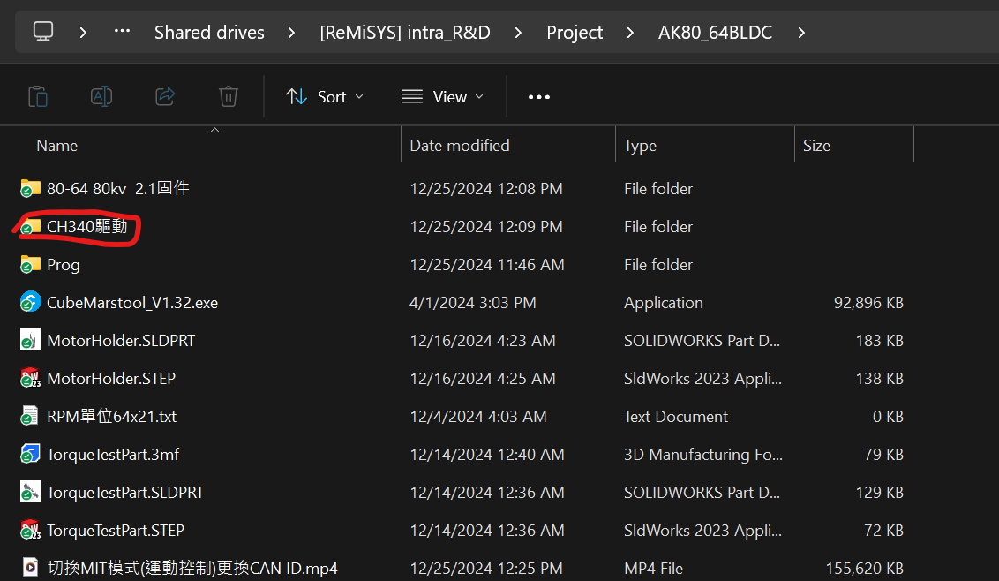 Shared drives > [ReMiSYS] intra_R&D > Project > AK80_64BLDC >
Sort View
Name Date modified Type Size
80-64 80kv  2.1固件 12/25/2024 12:08 PM File folder
CH340驅動 12/25/2024 12:09 PM File folder
Prog 12/25/2024 11:46 AM File folder
CubeMarstool_V1.32.exe 4/1/2024 3:03 PM Application 92,896 KB
MotorHolder.SLDPRT 12/16/2024 4:23 AM SOLIDWORKS Part D... 183 KB
MotorHolder.STEP 12/16/2024 4:25 AM SldWorks 2023 Appli... 138 KB
RPM單位64x21.txt 12/4/2024 4:03 AM Text Document 0 KB
TorqueTestPart.3mf 12/14/2024 12:40 AM 3D Manufacturing Fo... 79 KB
TorqueTestPart.SLDPRT 12/14/2024 12:36 AM SOLIDWORKS Part D... 129 KB
TorqueTestPart.STEP 12/14/2024 12:36 AM SldWorks 2023 Appli... 72 KB
切換MIT模式(運動控制)更換CAN ID.mp4 12/25/2024 12:25 PM MP4 File 155,620 KB